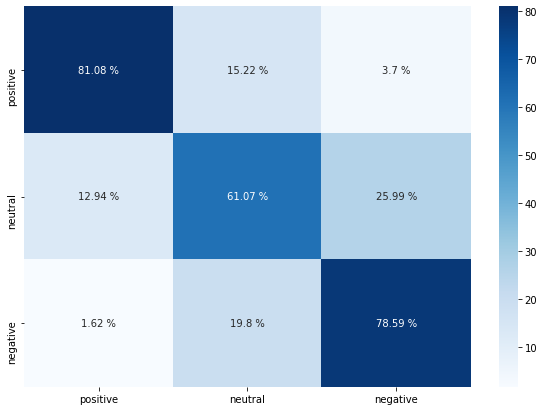 positive 81.08 % 15.22 % 3.7 %
neutral 12.94 % 61.07 % 25.99 %
negative 1.62 % 19.8 % 78.59 %
positive neutral negative
80
70
60
50
40
30
20
10